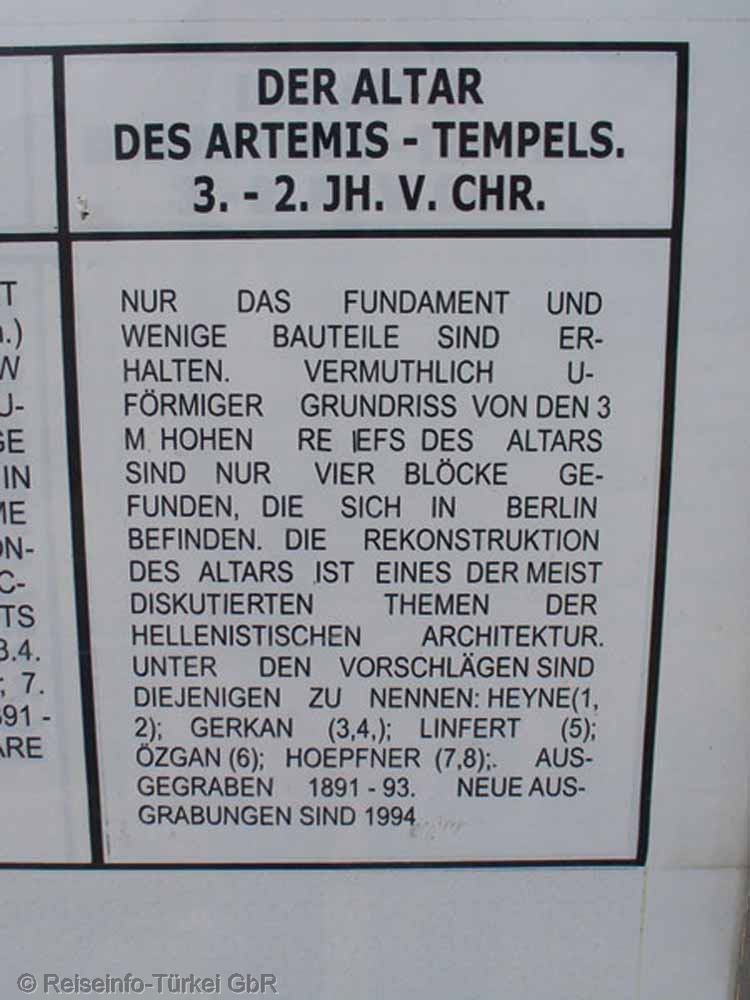 DER ALTAR
DES ARTEMIS - TEMPELS.
3. - 2. JH. V. CHR.
NUR DAS FUNDAMENT UND
WENIGE BAUTEILE SIND ER-
HALTEN. VERMUTHLICH U-
FÖRMIGER GRUNDRISS VON DEN 3
M HOHEN RE IEFS DES ALTARS
SIND NUR VIER BLÖCKE GE-
FUNDEN, DIE SICH IN BERLIN
BEFINDEN. DIE REKONSTRUKTION
DES ALTARS IST EINES DER MEIST
DISKUTIERTEN THEMEN DER
HELLENISTISCHEN ARCHITEKTUR.
UNTER DEN VORSCHLÄGEN SIND
DIEJENIGEN ZU NENNEN: HEYNE(1,
2); GERKAN (3,4,); LINFERT (5);
ÖZGAN (6); HOEPFNER (7,8);. AUS-
GEGRABEN 1891 - 93. NEUE AUS-
GRABUNGEN SIND 1994
IN
3.4.
; 7.
© Reiseinfo-Türkei GbR